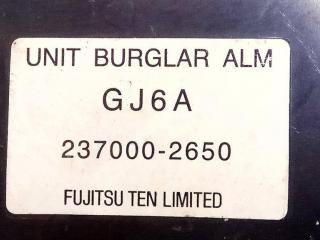 UNIT BURGLAR ALM
GJ6A
237000-2650
FUJITSU TEN LIMITED